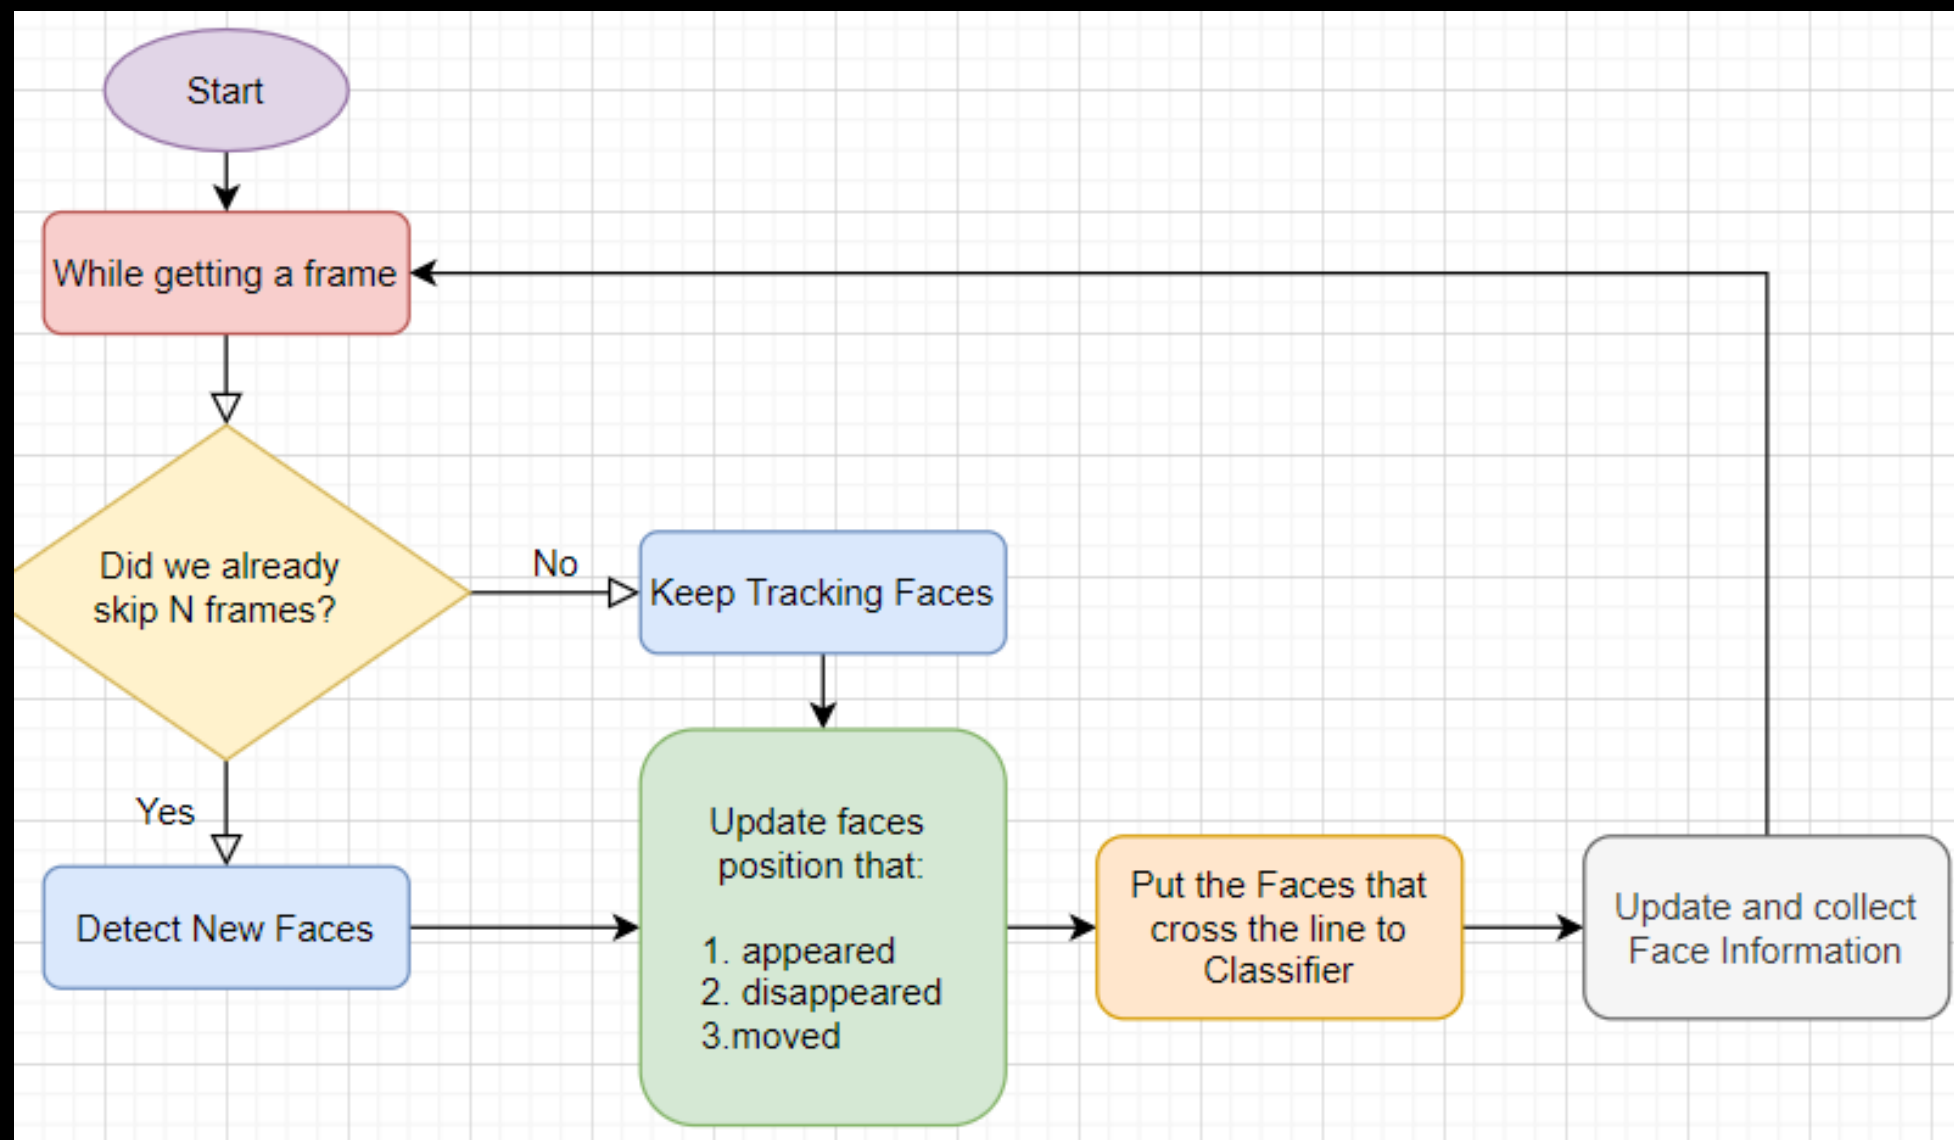 Start
While getting a frame
Did we already
skip N frames?
No
Keep Tracking Faces
Yes
Detect New Faces
Update faces
position that:
1. appeared
2. disappeared
3.moved
Put the Faces that
cross the line to
Classifier
Update and collect
Face Information